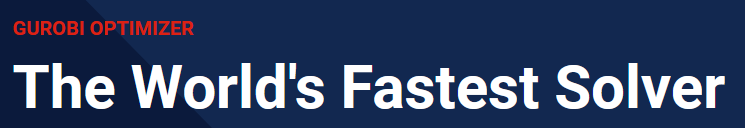 GUROBI OPTIMIZER
The World's Fastest Solver